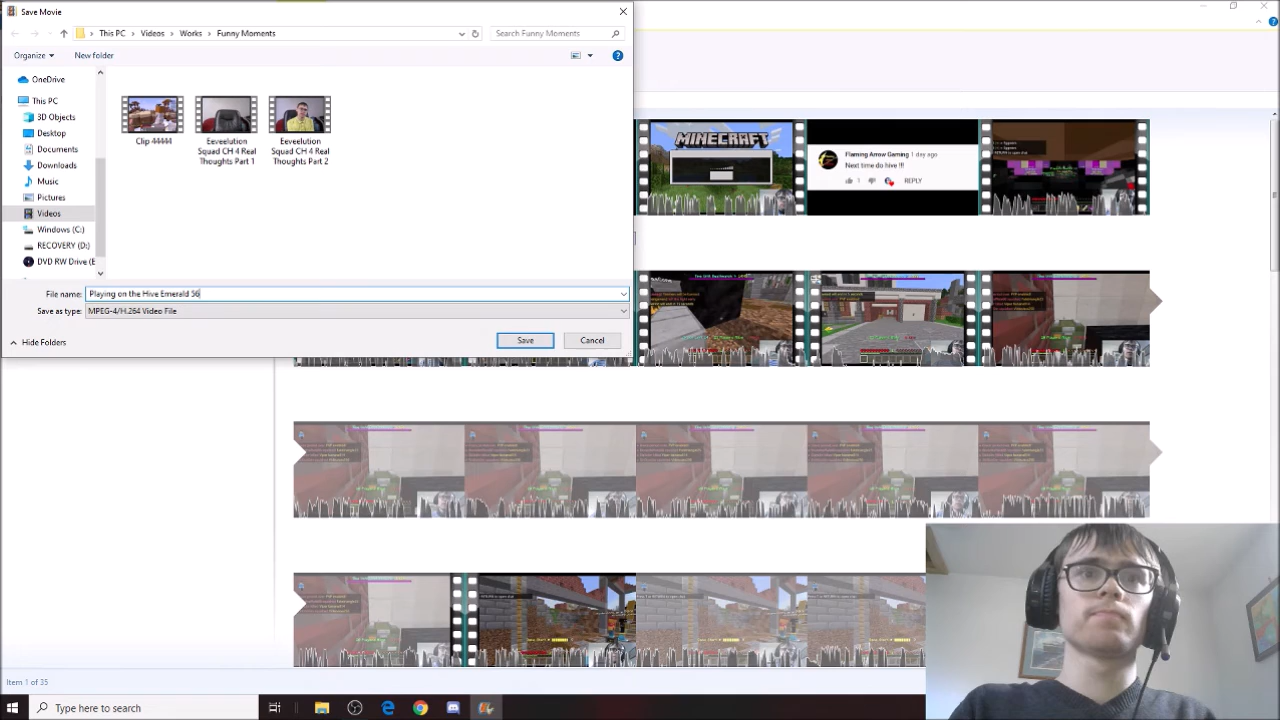 Save Movie
This PC > Videos > Works > Funny Moments
Search Funny Moments
Organize
New folder
OneDrive
This PC
3D Objects
Desktop
Documents
Downloads
Music
Pictures
Videos
Windows (C:)
RECOVERY (D:)
DVD RW Drive (E
Clip 44444
Eeveelution
Squad CH 4 Real
Thoughts Part 1
Eeveelution
Squad CH 4 Real
Thoughts Part 2
File name: Playing on the Hive Emerald 56
Save as type: MPEG-4/H.264 Video File
Hide Folders
Save
Cancel
MINECRAFT
Flaming Arrow Gaming 1 day ago
Next time do hive !!!
REPLY
Item 1 of 35
Type here to search